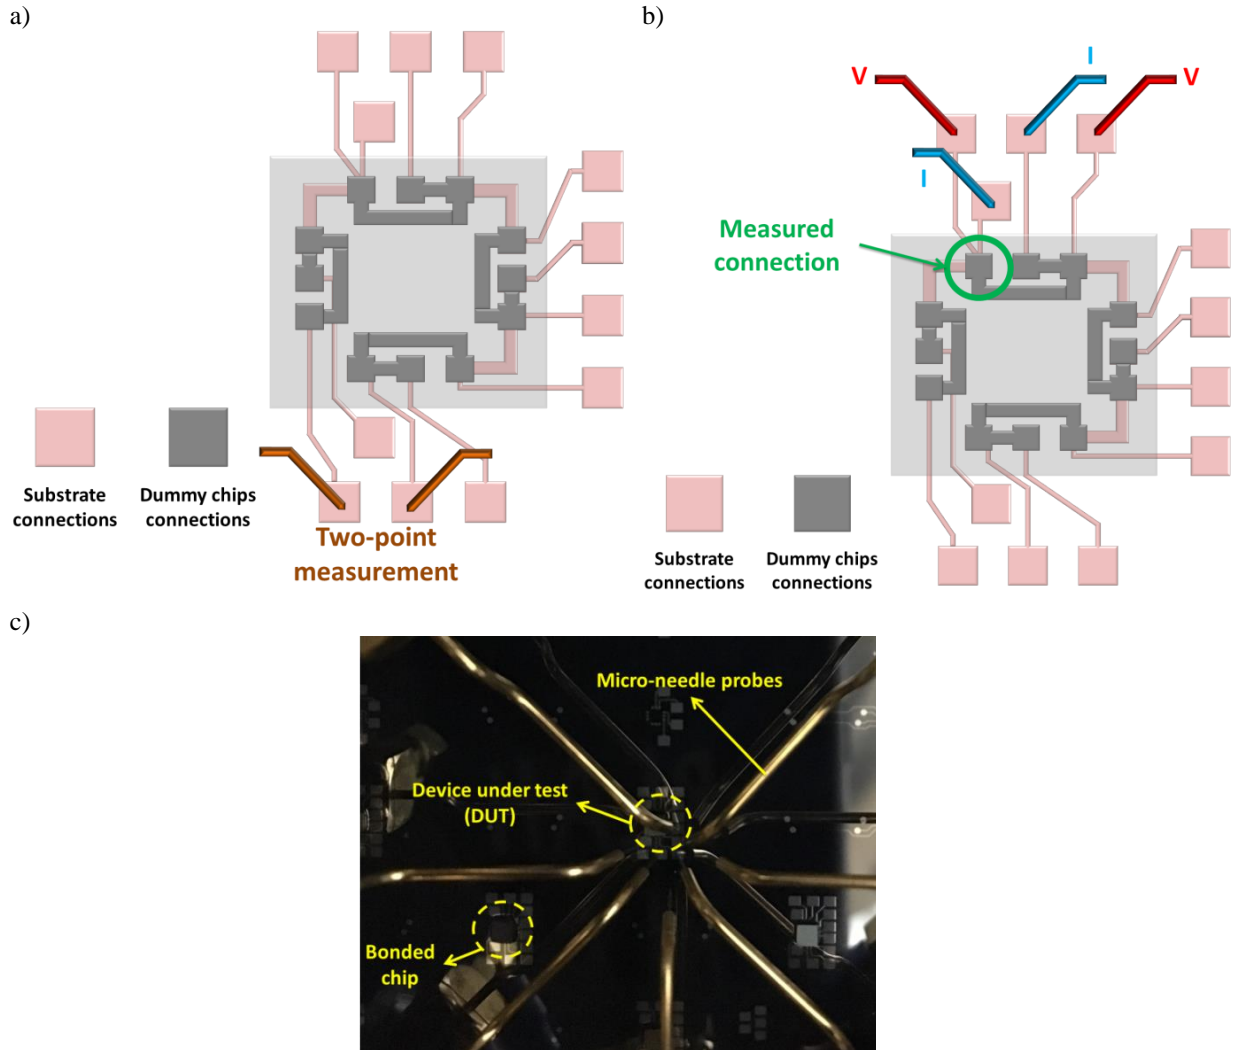 a)
b)
V
I
V
I
Measured
connection
Substrate
connections
Dummy chips
connections
Two-point
measurement
Substrate
connections
Dummy chips
connections
c)
Micro-needle probes
Device under test
(DUT)
Bonded
chip